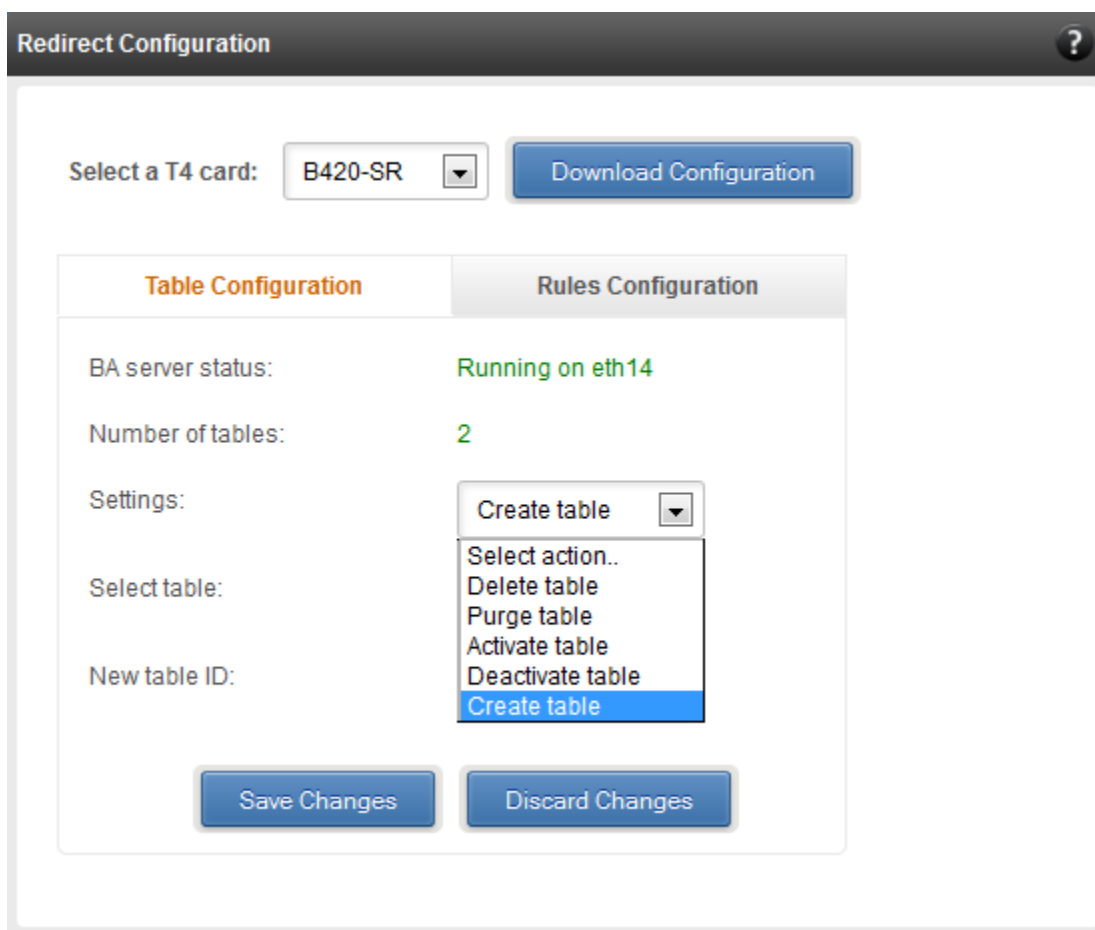 Redirect Configuration ?
Select a T4 card: B420-SR Download Configuration
Table Configuration Rules Configuration
BA server status: Running on eth14
Number of tables: 2
Settings: Create table
Select action..
Select table: Delete table
Purge table
Activate table
New table ID: Deactivate table
Create table
Save Changes Discard Changes